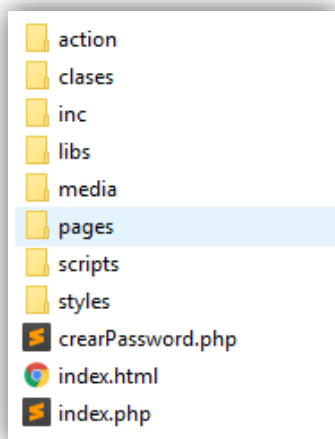 action
clases
inc
libs
media
pages
scripts
styles
crearPassword.php
index.html
index.php